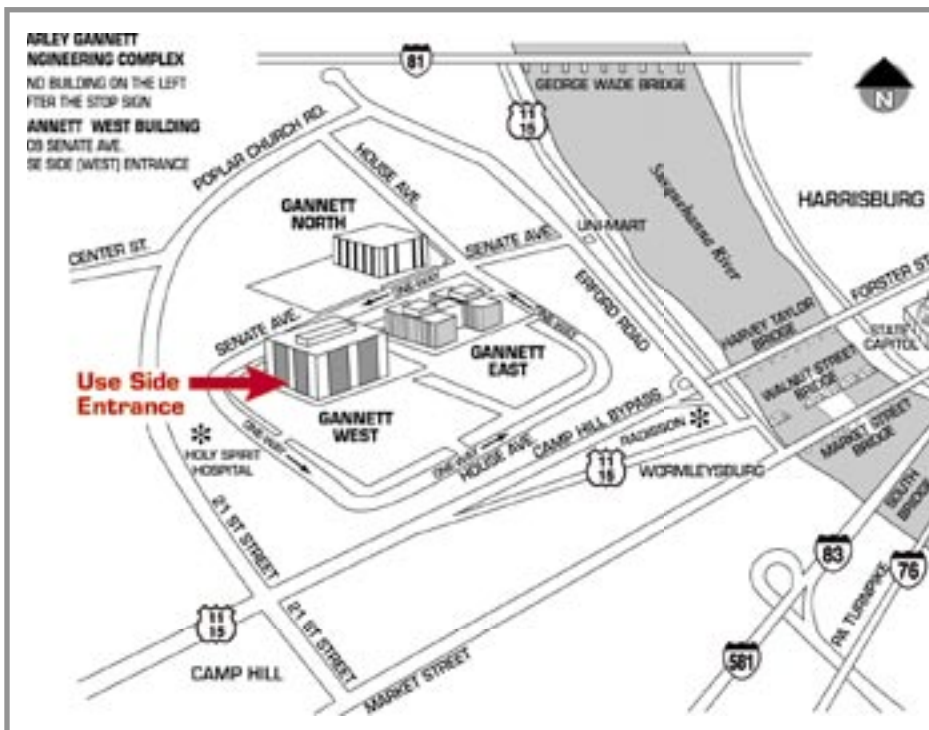 ARLEY GANNETT
NGINEERING COMPLEX
ND BUILDING ON THE LEFT
FTER THE STOP SIGN
ANNETT WEST BUILDING
09 SENATE AVE.
SE SIDE (WEST) ENTRANCE
81
GEORGE WADE BRIDGE
N
11
15
POPLAR CHURCH RD.
HOUSE AVE.
Susquehanna River
HARRISBURG
GANNETT
NORTH
CENTER ST.
SENATE AVE.
UNI-MART
ONE WAY
ERFORD ROAD
FORSTER ST
HARVEY TAYLOR
BRIDGE
STATE
CAPITOL
SENATE AVE.
ONE WAY
GANNETT
EAST
WALNUT STREET
BRIDGE
Use Side
Entrance
GANNETT
WEST
CAMP HILL BYPASS
RADISSON
MARKET STREET
BRIDGE
HOLY SPIRIT
HOSPITAL
ONE WAY
ONE WAY
HOUSE AVE.
11
15
WORMLEYSBURG
SOUTH
BRIDGE
21 ST STREET
83
76
PA TURNPIKE
11
15
21 ST STREET
CAMP HILL
MARKET STREET
581